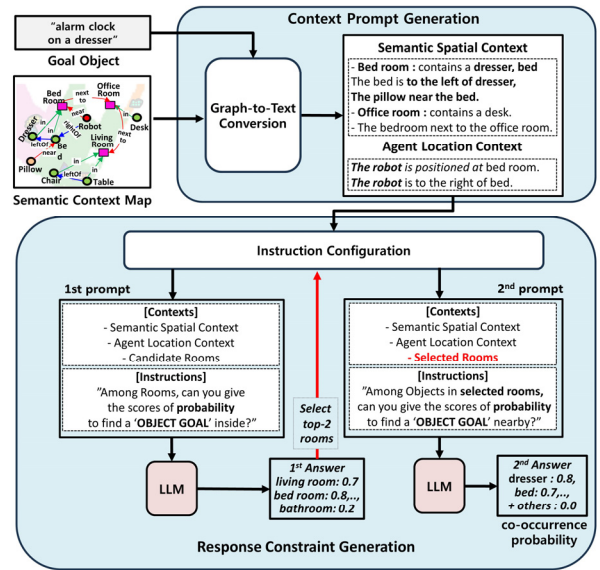 Context Prompt Generation
"alarm clock
on a dresser"
Goal Object
Bed
Room
next
to
Office
Room
Dresser
in
in
in
Robot
near
rightOf
next
to
Desk
leftOf
Be
d
Living
Room
near
Pillow
in
in
leftOf
Chair
Table
Semantic Context Map
Graph-to-Text
Conversion
Semantic Spatial Context
- Bed room : contains a dresser, bed
The bed is to the left of dresser,
The pillow near the bed.
- Office room : contains a desk.
- The bedroom next to the office room.
Agent Location Context
The robot is positioned at bed room.
The robot is to the right of bed.
Instruction Configuration
1st prompt
[Contexts]
- Semantic Spatial Context
- Agent Location Context
- Candidate Rooms
[Instructions]
"Among Rooms, can you give
the scores of probability
to find a ‘OBJECT GOAL’ inside?"
LLM
1st Answer
living room: 0.7
bed room: 0.8,..,
bathroom: 0.2
Select
top-2
rooms
2nd prompt
[Contexts]
- Semantic Spatial Context
- Agent Location Context
- Selected Rooms
[Instructions]
"Among Objects in selected rooms,
can you give the scores of probability
to find a ‘OBJECT GOAL’ nearby?"
LLM
2nd Answer
dresser : 0.8,
bed: 0.7,..,
+ others : 0.0
co-occurrence
probability
Response Constraint Generation